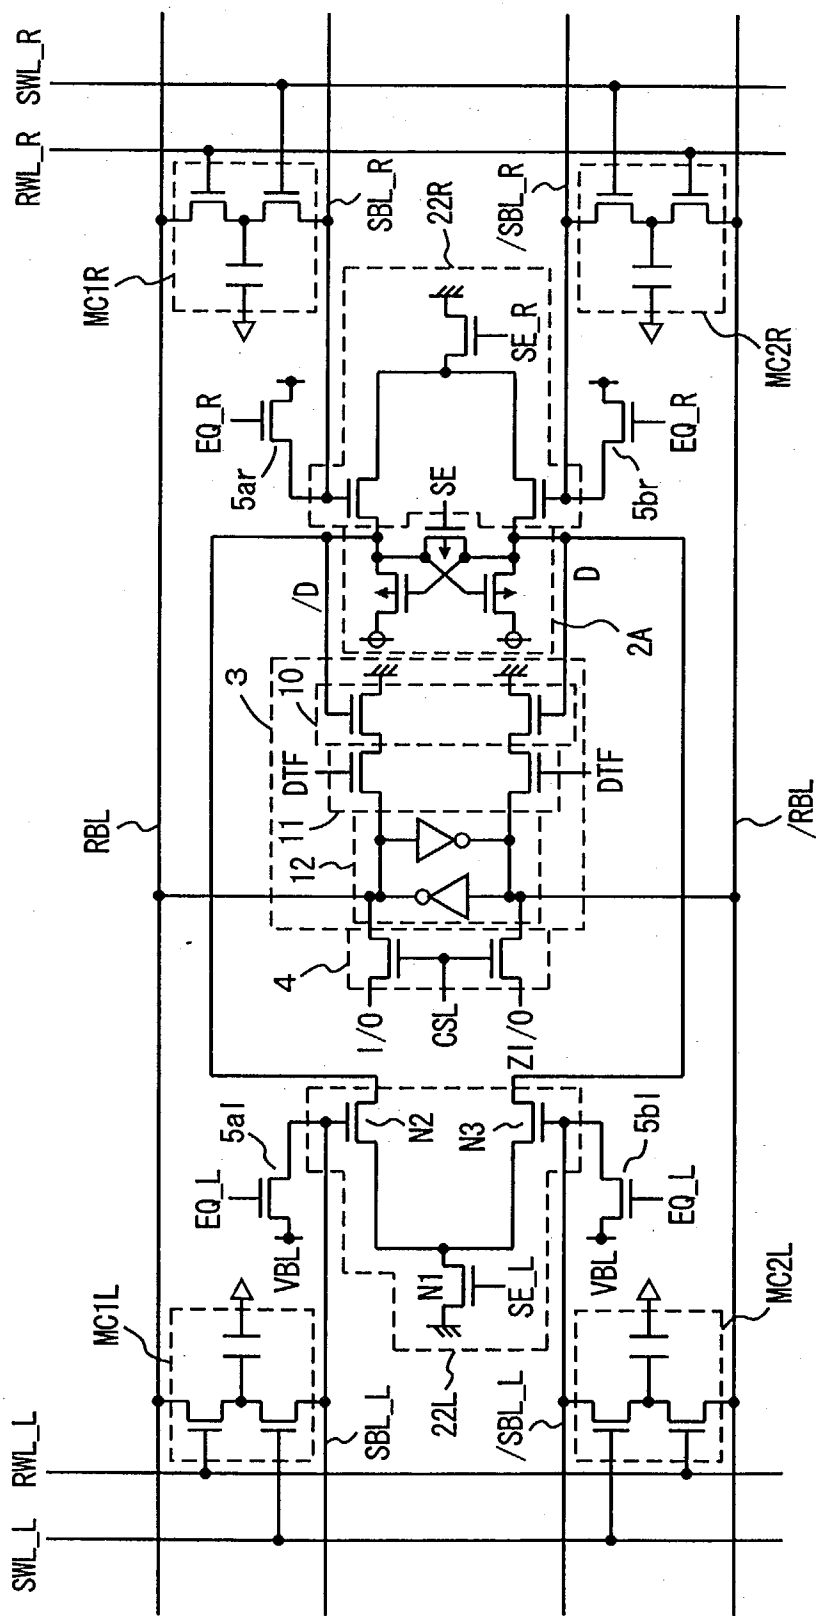 SWL_L
RWL_L
MC1L
SBL_L
22L
/SBL_L
MC2L
VBL
EQ_L
5al
N1
SE_L
N2
N3
VBL
EQ_L
5bl
RBL
/RBL
I/O
CSL
ZI/O
4
12
11
DTF
10
3
DTF
/D
D
2A
SE
5ar
EQ_R
5br
EQ_R
SE_R
22R
MC1R
SBL_R
/SBL_R
MC2R
RWL_R
SWL_R